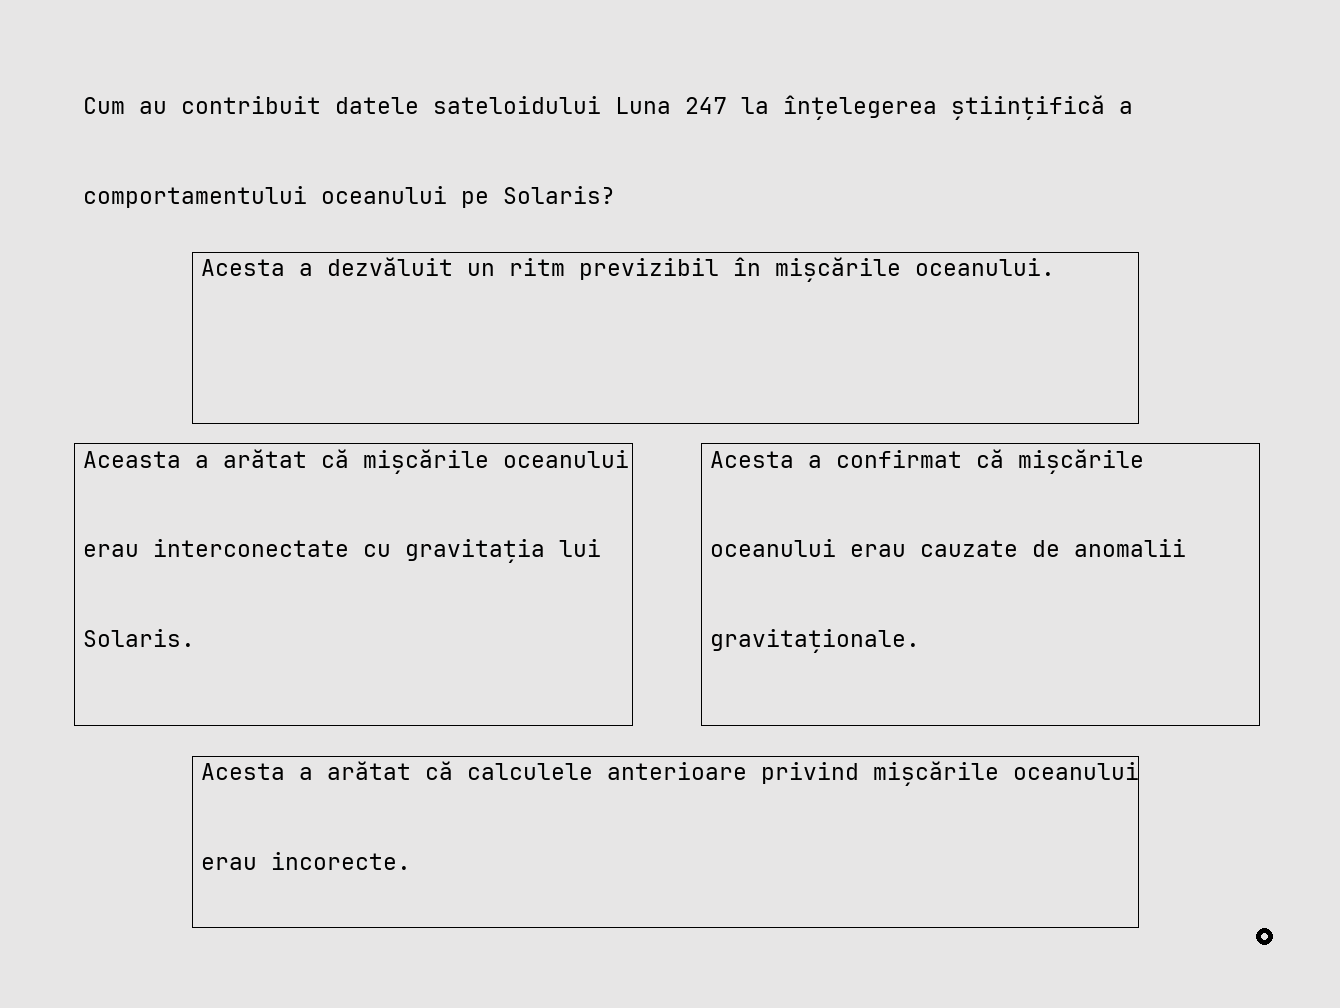 Cum au contribuit datele sateloidului Luna 247 la înțelegerea științifică a
comportamentului oceanului pe Solaris?
Acesta a dezvăluit un ritm previzibil în mișcările oceanului.
Aceasta a arătat că mișcările oceanului
erau interconectate cu gravitația lui
Solaris.
Acesta a confirmat că mișcările
oceanului erau cauzate de anomalii
gravitaționale.
Acesta a arătat că calculele anterioare privind mișcările oceanului
erau incorecte.